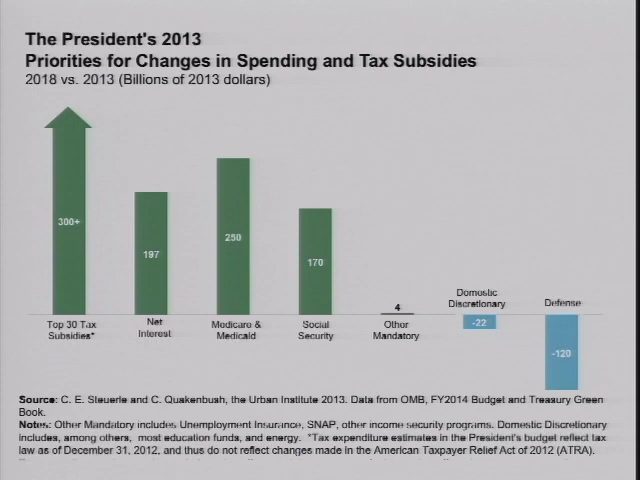 The President's 2013
Priorities for Changes in Spending and Tax Subsidies
2018 vs. 2013 (Billions of 2013 dollars)
300+
197
250
170
4
-22
-120
Domestic
Discretionary
Defense
Top 30 Tax
Subsidies*
Net
Interest
Medicare &
Medicaid
Social
Security
Other
Mandatory
Source: C. E. Steuerle and C. Quakenbush, the Urban Institute 2013. Data from OMB, FY2014 Budget and Treasury Green
Book.
Notes: Other Mandatory includes Unemployment Insurance, SNAP, other income security programs. Domestic Discretionary
includes, among others, most education funds, and energy. *Tax expenditure estimates in the President's budget reflect tax
law as of December 31, 2012, and thus do not reflect changes made in the American Taxpayer Relief Act of 2012 (ATRA).